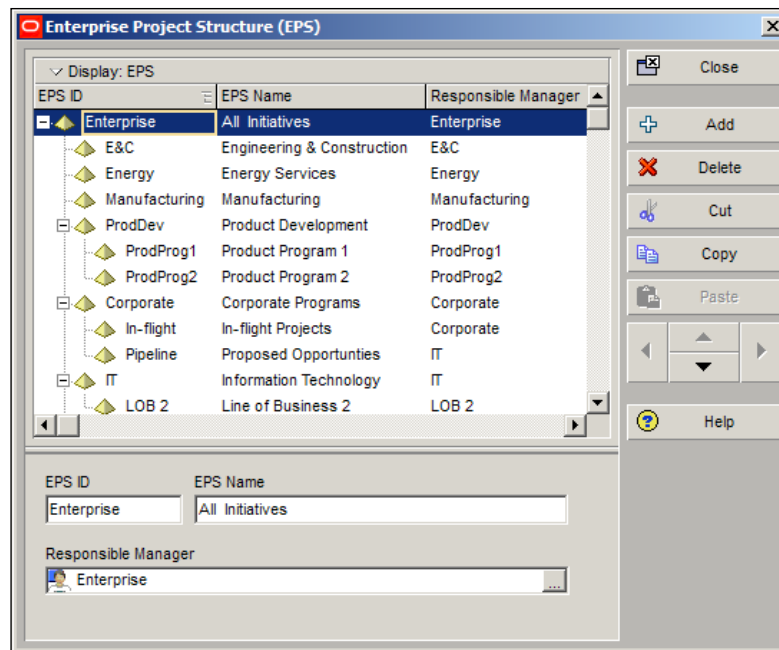 Enterprise Project Structure (EPS)
Display: EPS
EPS ID EPS Name Responsible Manager
Enterprise All Initiatives Enterprise
E&C Engineering & Construction E&C
Energy Energy Services Energy
Manufacturing Manufacturing Manufacturing
ProdDev Product Development ProdDev
ProdProg1 Product Program 1 ProdProg1
ProdProg2 Product Program 2 ProdProg2
Corporate Corporate Programs Corporate
In-flight In-flight Projects Corporate
Pipeline Proposed Opportunties IT
IT Information Technology IT
LOB 2 Line of Business 2 LOB 2
Close
Add
Delete
Cut
Copy
Paste
Help
EPS ID EPS Name
Enterprise All Initiatives
Responsible Manager
Enterprise ...